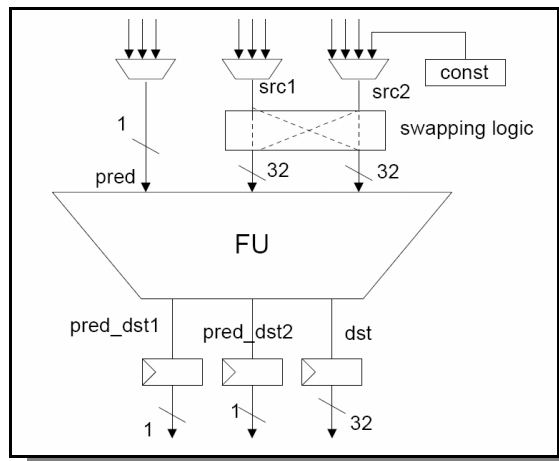 const
src1
src2
swapping logic
1
32
32
pred
FU
pred_dst1
pred_dst2
dst
1
1
32